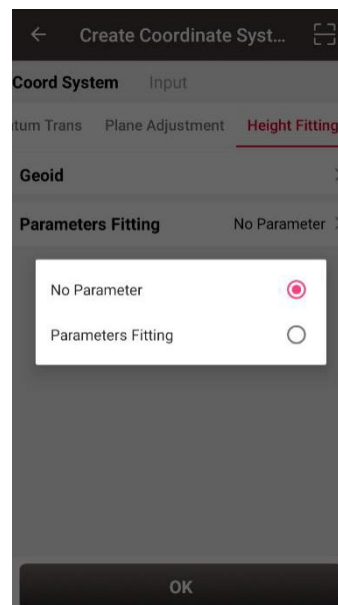 Create Coordinate Syst...
Coord System Input
tum Trans Plane Adjustment Height Fitting
Geoid
Parameters Fitting No Parameter
No Parameter
Parameters Fitting
OK